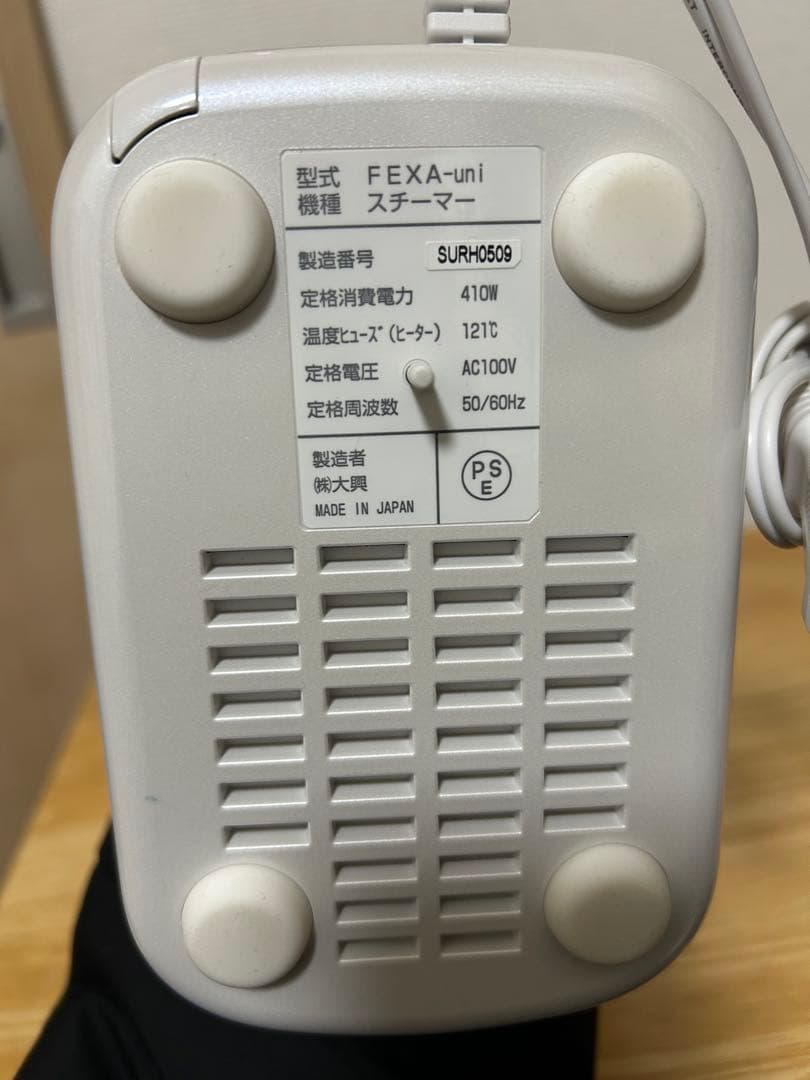 型式 FEXA-uni
機種 スチーマー
製造番号 SURH0509
定格消費電力 410W
温度ﾋｭｰｽﾞ(ﾋｰﾀｰ) 121℃
定格電圧 AC100V
定格周波数 50/60Hz
製造者
㈱大興
MADE IN JAPAN
PS
E